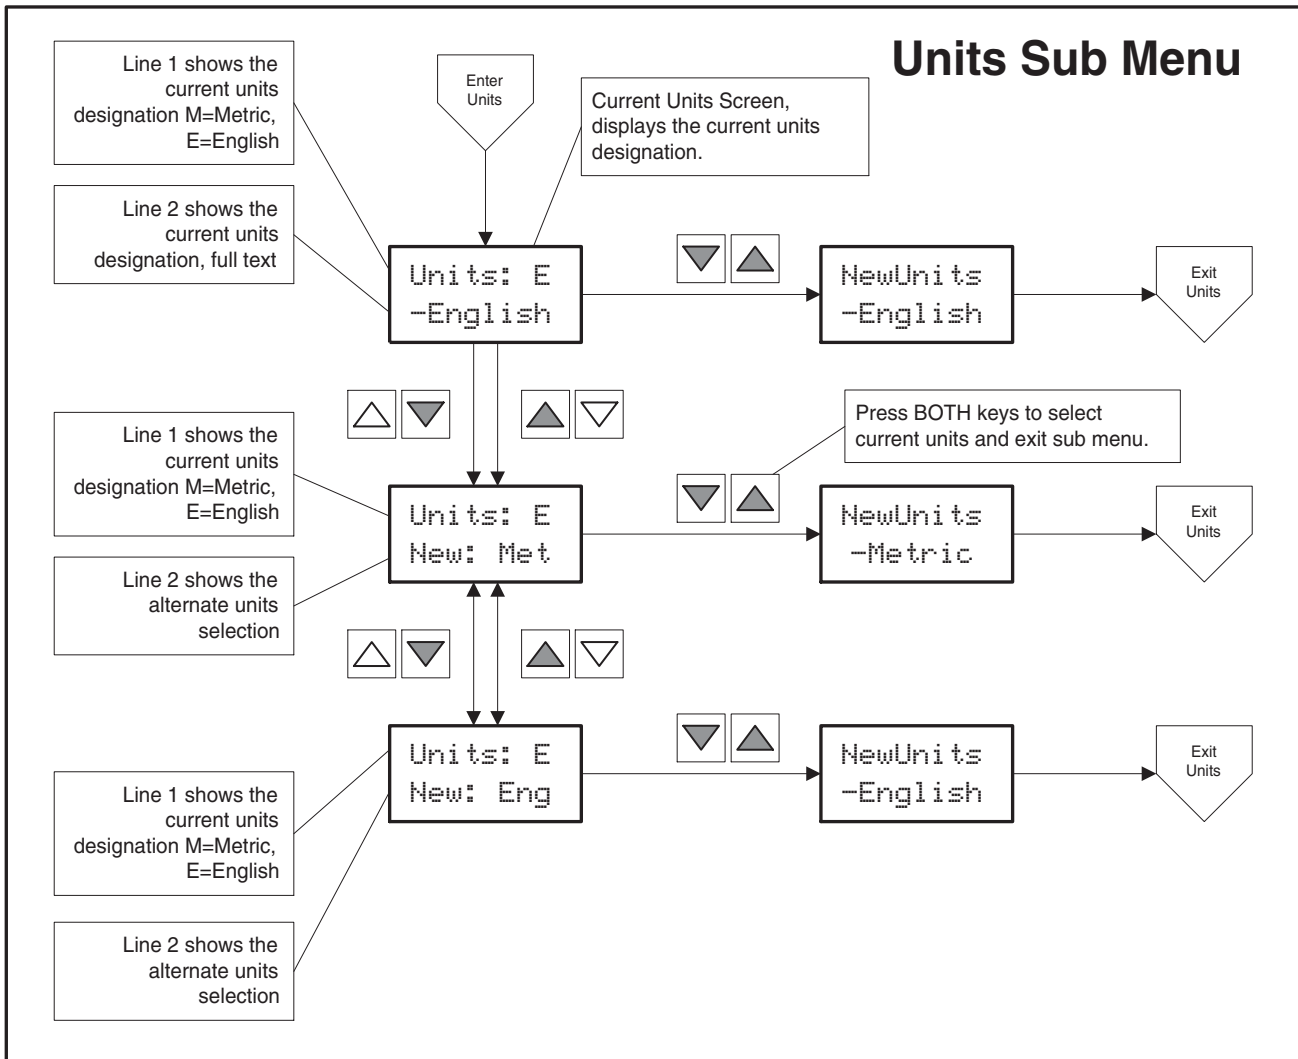 Units Sub Menu
Line 1 shows the
current units
designation M=Metric,
E=English
Enter
Units
Current Units Screen,
displays the current units
designation.
Line 2 shows the
current units
designation, full text
Units: E
-English
NewUnits
-English
Exit
Units
Line 1 shows the
current units
designation M=Metric,
E=English
Press BOTH keys to select
current units and exit sub menu.
Units: E
New: Met
NewUnits
-Metric
Exit
Units
Line 2 shows the
alternate units
selection
Units: E
New: Eng
NewUnits
-English
Exit
Units
Line 1 shows the
current units
designation M=Metric,
E=English
Line 2 shows the
alternate units
selection